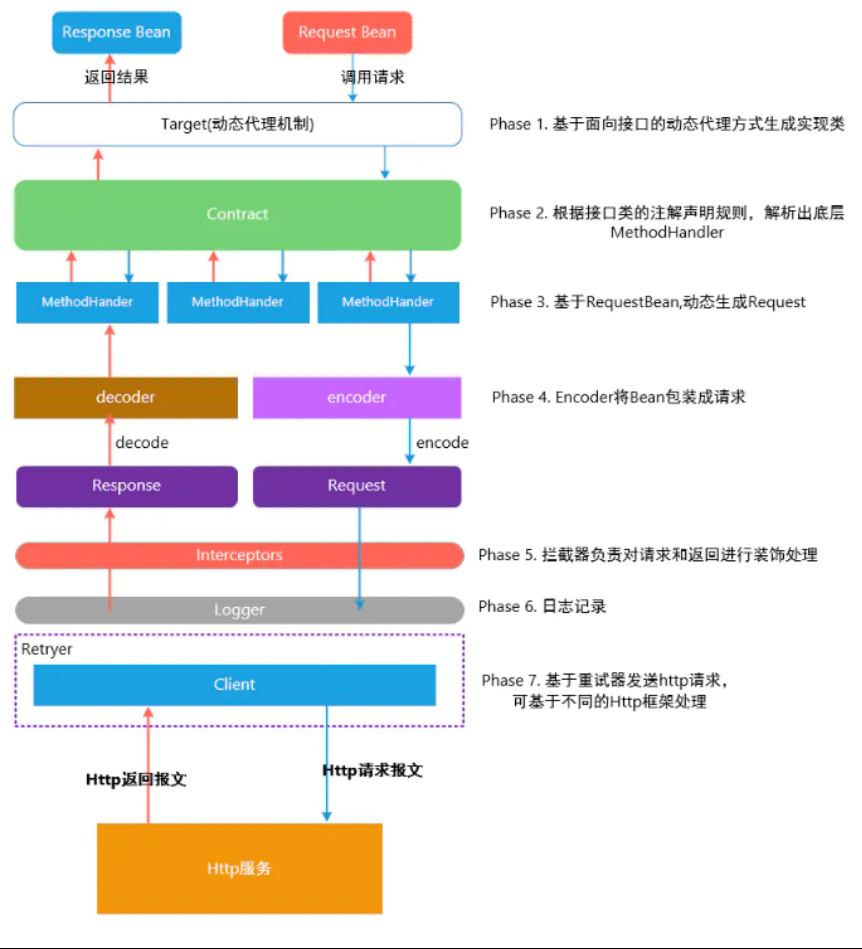 Response Bean
Request Bean
返回结果
调用请求
Target(动态代理机制)
Phase 1. 基于面向接口的动态代理方式生成实现类
Contract
Phase 2. 根据接口类的注解声明规则，解析出底层
MethodHandler
MethodHander
MethodHander
MethodHander
Phase 3. 基于RequestBean,动态生成Request
decoder
encoder
Phase 4. Encoder将Bean包装成请求
decode
encode
Response
Request
Interceptors
Phase 5. 拦截器负责对请求和返回进行装饰处理
Logger
Phase 6. 日志记录
Retryer
Client
Phase 7. 基于重试器发送http请求，
可基于不同的Http框架处理
Http返回报文
Http请求报文
Http服务